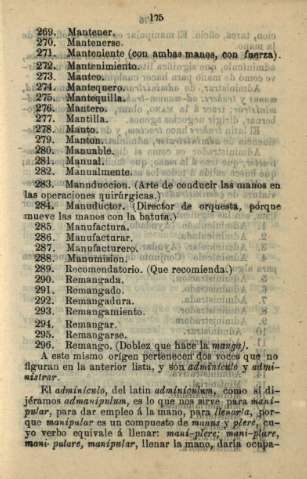 175
269. Mantener.
270. Mantenerse.
271. Manteniente (con ambas manos, con fuerza).
272. Mantenimiento.
273. Manteo.
274. Mantequero.
275. Mantequilla.
276. Mantero.
277. Mantilla.
278. Manto.
279. Manton.
280. Manuable.
281. Manual.
282. Manualmente.
283. Manuduccion. (Arte de conducir las manos en
las operaciones quirúrgicas.)
284. Manuductor. (Director de orquesta, pórque
mueve las manos con la batuta.)
285. Manufactura.
286. Manufacturar.
287. Manufacturero.
288. Manumision.
289. Recomendatorio. (Que recomienda.)
290. Remangada.
291. Remangado.
292. Remangadura.
293. Remangamiento.
294. Remangar.
295. Remangarse.
296. Remango. (Doblez que hace la manga).
A este mismo orígen pertenecen dos voces que no
figuran en la anterior lista, y son adminículo y admi-
nistrar.
El adminículo, del latin adminiculum, como si di-
jéramos admanipulum, es lo que nos sirve para mani-
pular, para dar empleo á la mano, para llenarla, por-
que manipular es un compuesto de manus y plere, cu-
yo verbo equivale á llenar: mani-plere; mani-plare,
mani-pulare, manipular, llenar la mano, darla ocupa-